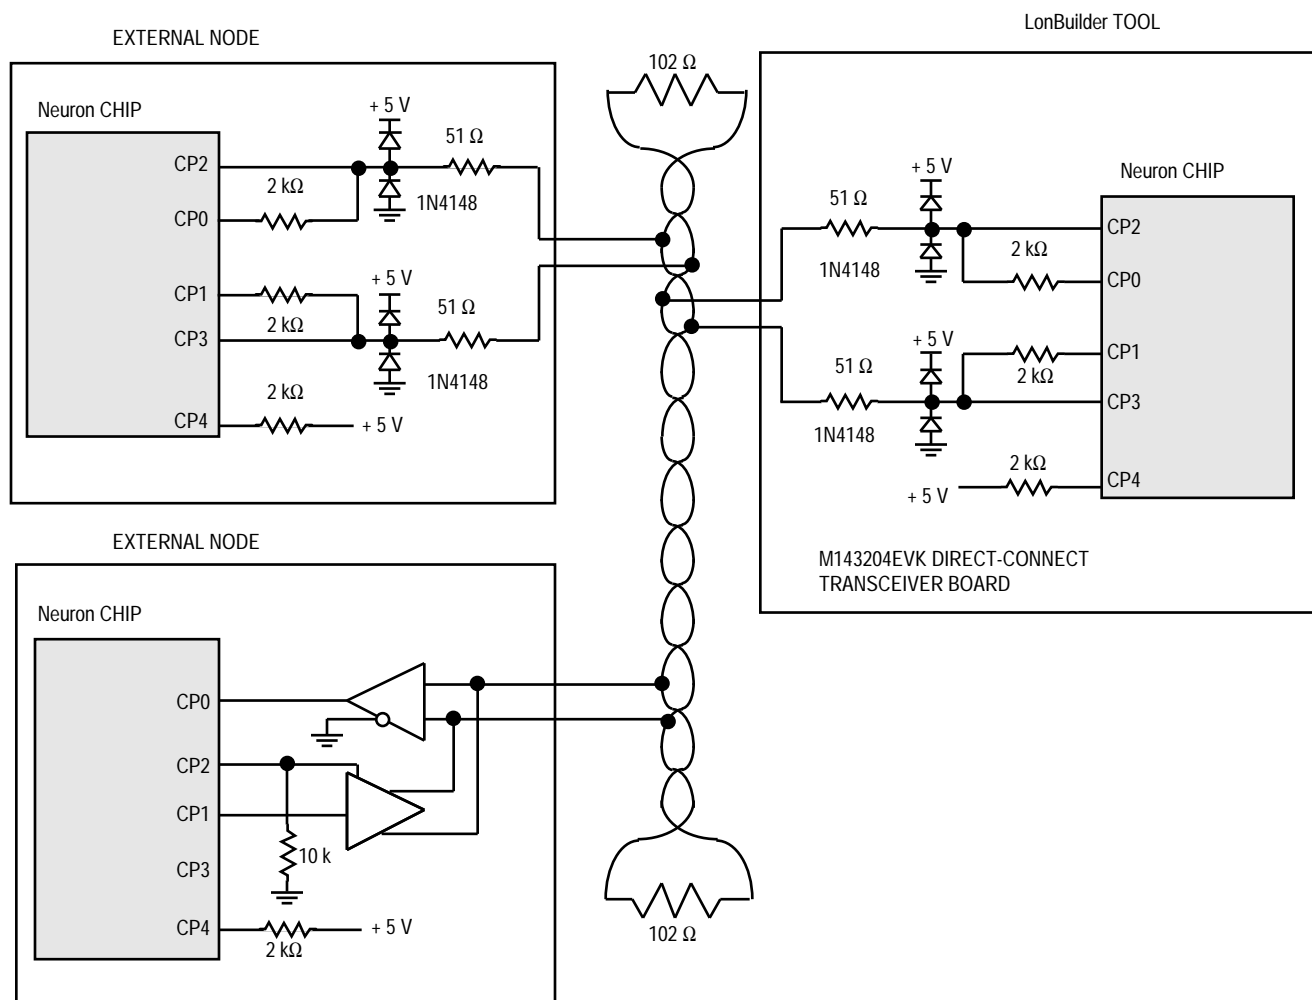 EXTERNAL NODE
Neuron CHIP
+ 5 V
51 Ω
CP2
2 kΩ
1N4148
CP0
+ 5 V
CP1
51 Ω
2 kΩ
CP3
1N4148
2 kΩ
CP4
+ 5 V
102 Ω
LonBuilder TOOL
Neuron CHIP
+ 5 V
51 Ω
CP2
2 kΩ
1N4148
CP0
+ 5 V
CP1
51 Ω
2 kΩ
CP3
1N4148
2 kΩ
CP4
+ 5 V
M143204EVK DIRECT-CONNECT
TRANSCEIVER BOARD
EXTERNAL NODE
Neuron CHIP
CP0
CP2
CP1
10 k
CP3
CP4
+ 5 V
2 kΩ
102 Ω